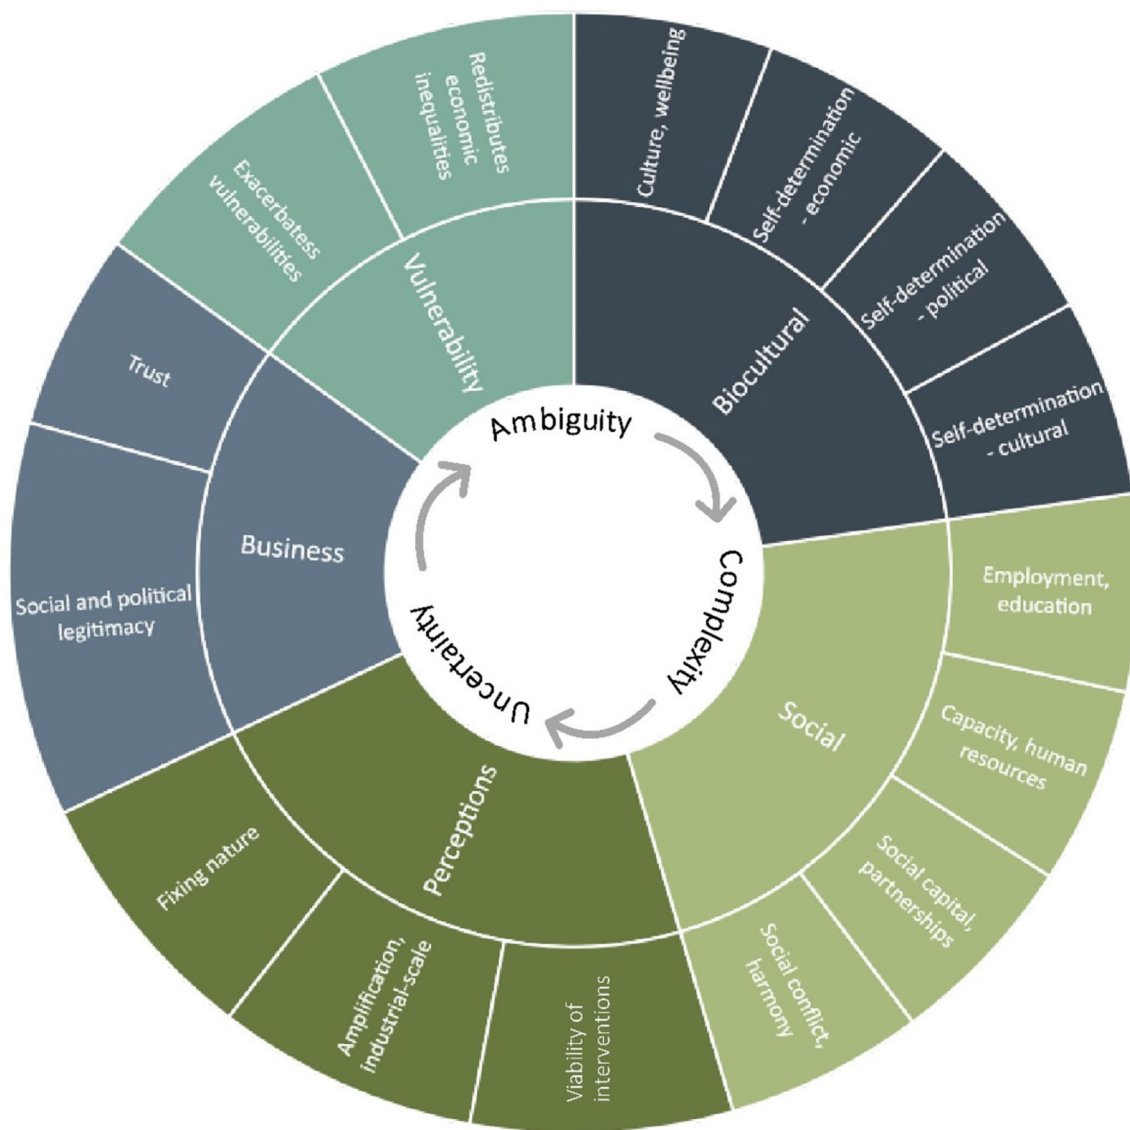 Ambiguity
Complexity
Uncertainty
Biocultural
Culture, wellbeing
Self-determination
- economic
Self-determination
- political
Self-determination
- cultural
Social
Employment,
education
Capacity, human
resources
Social capital,
partnerships
Social conflict,
harmony
Perceptions
Viability of
interventions
Amplification,
industrial-scale
Fixing nature
Business
Social and political
legitimacy
Trust
Vulnerability
Exacerbatess
vulnerabilities
Redistributes
economic
inequalities